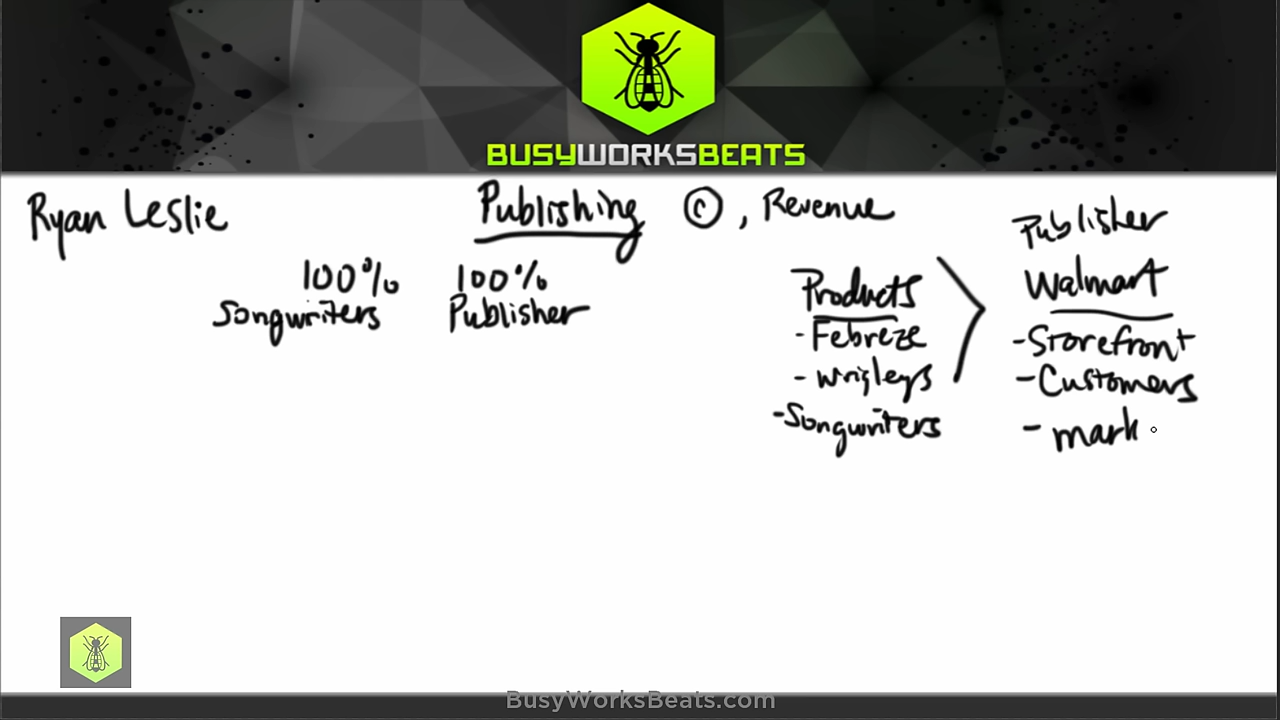 BUSYWORKSBEATS
Ryan Leslie
Publishing ©, Revenue
100% 100%
Songwriters Publisher
Products
- Febreze
- Wrigleys
- Songwriters
Publisher
Walmart
- Storefront
- Customers
- mark
BusyWorksBeats.com